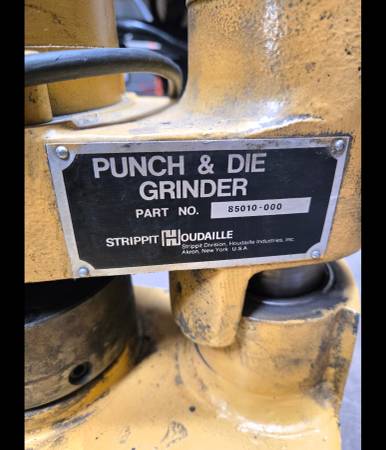 PUNCH & DIE
GRINDER
PART NO. 85010-000
STRIPPIT HOUDAILLE
Strippit Division, Houdaille Industries, Inc.
Akron, New York U.S.A.